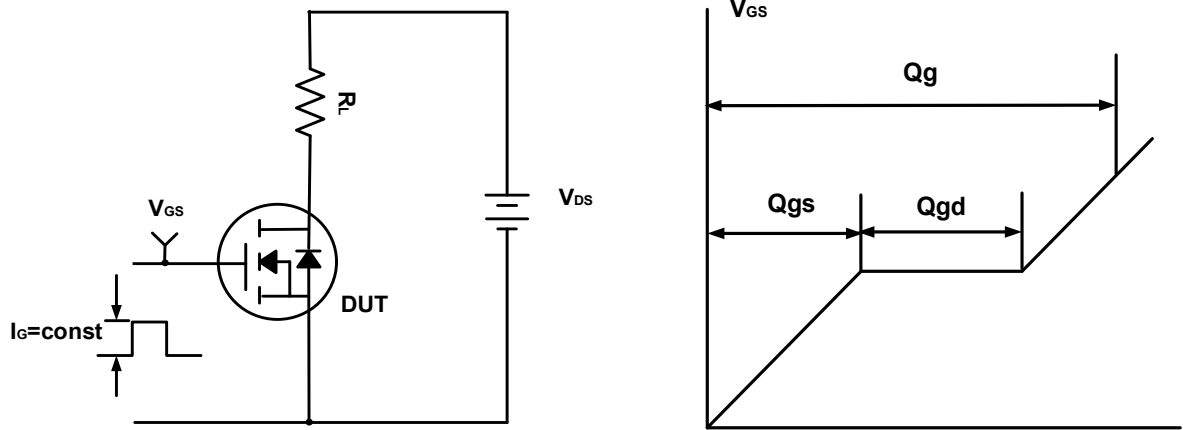 RL
VGS
VDS
DUT
IG=const
VGS
Qg
Qgs
Qgd